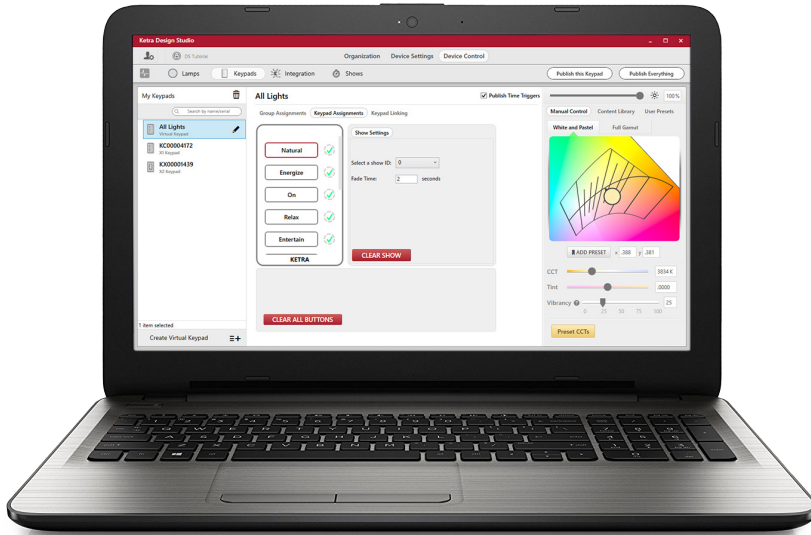 Ketra Design Studio
DS Tutorial
Organization Device Settings Device Control
Lamps Keypads Integration Shows Publish this Keypad Publish Everything
My Keypads
Search by name/serial
All Lights
Virtual Keypad
KC00004172
X1 Keypad
KX00001439
1 item selected
Create Virtual Keypad
All Lights
Publish Time Triggers
Group Assignments Keypad Assignments Keypad Linking
Natural
Energize
On
Relax
Entertain
KETRA
Show Settings
Select a show ID: 0
Fade Time: 2 seconds
CLEAR SHOW
CLEAR ALL BUTTONS
100%
Manual Control Content Library User Presets
White and Pastel Full Gamut
ADD PRESET x .388 y .381
CCT 3834 K
Tint .0000
Vibrancy ? 25
0 25 50 75 100
Preset CCTs